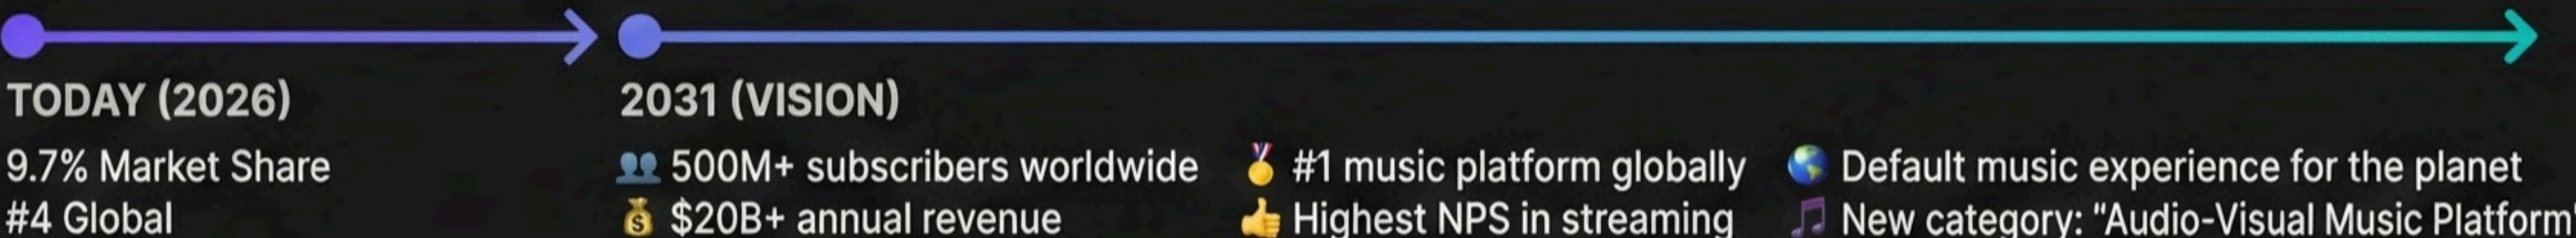 TODAY (2026)
9.7% Market Share
#4 Global
2031 (VISION)
500M+ subscribers worldwide
$20B+ annual revenue
#1 music platform globally
Highest NPS in streaming
Default music experience for the planet
New category: "Audio-Visual Music Platform"